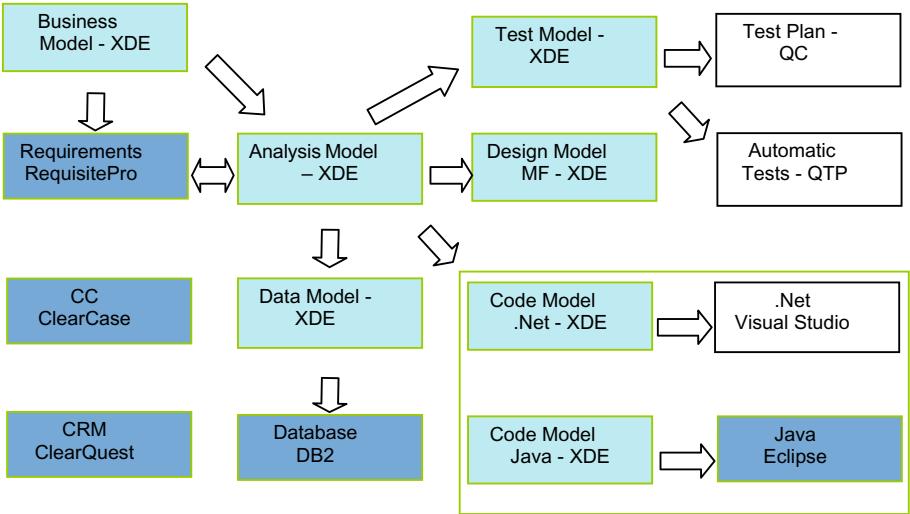 Business
Model - XDE
Test Model -
XDE
Test Plan -
QC
Requirements
RequisitePro
Analysis Model
– XDE
Design Model
MF - XDE
Automatic
Tests - QTP
CC
ClearCase
Data Model -
XDE
Code Model
.Net - XDE
.Net
Visual Studio
CRM
ClearQuest
Database
DB2
Code Model
Java - XDE
Java
Eclipse